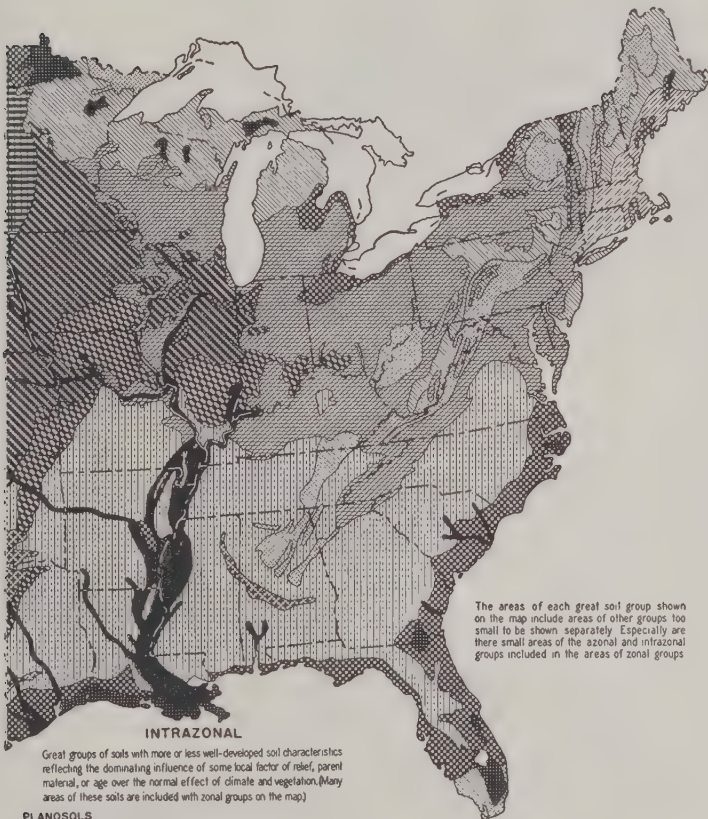 The areas of each great soil group shown
on the map include areas of other groups too
small to be shown separately Especially are
there small areas of the azonal and intrazonal
groups included in the areas of zonal groups
INTRAZONAL
Great groups of soils with more or less well-developed soil characteristics
reflecting the dominating influence of some local factor of relief, parent
material, or age over the normal effect of climate and vegetation. (Many
areas of these soils are included with zonal groups on the map.)
PLANOSOLS